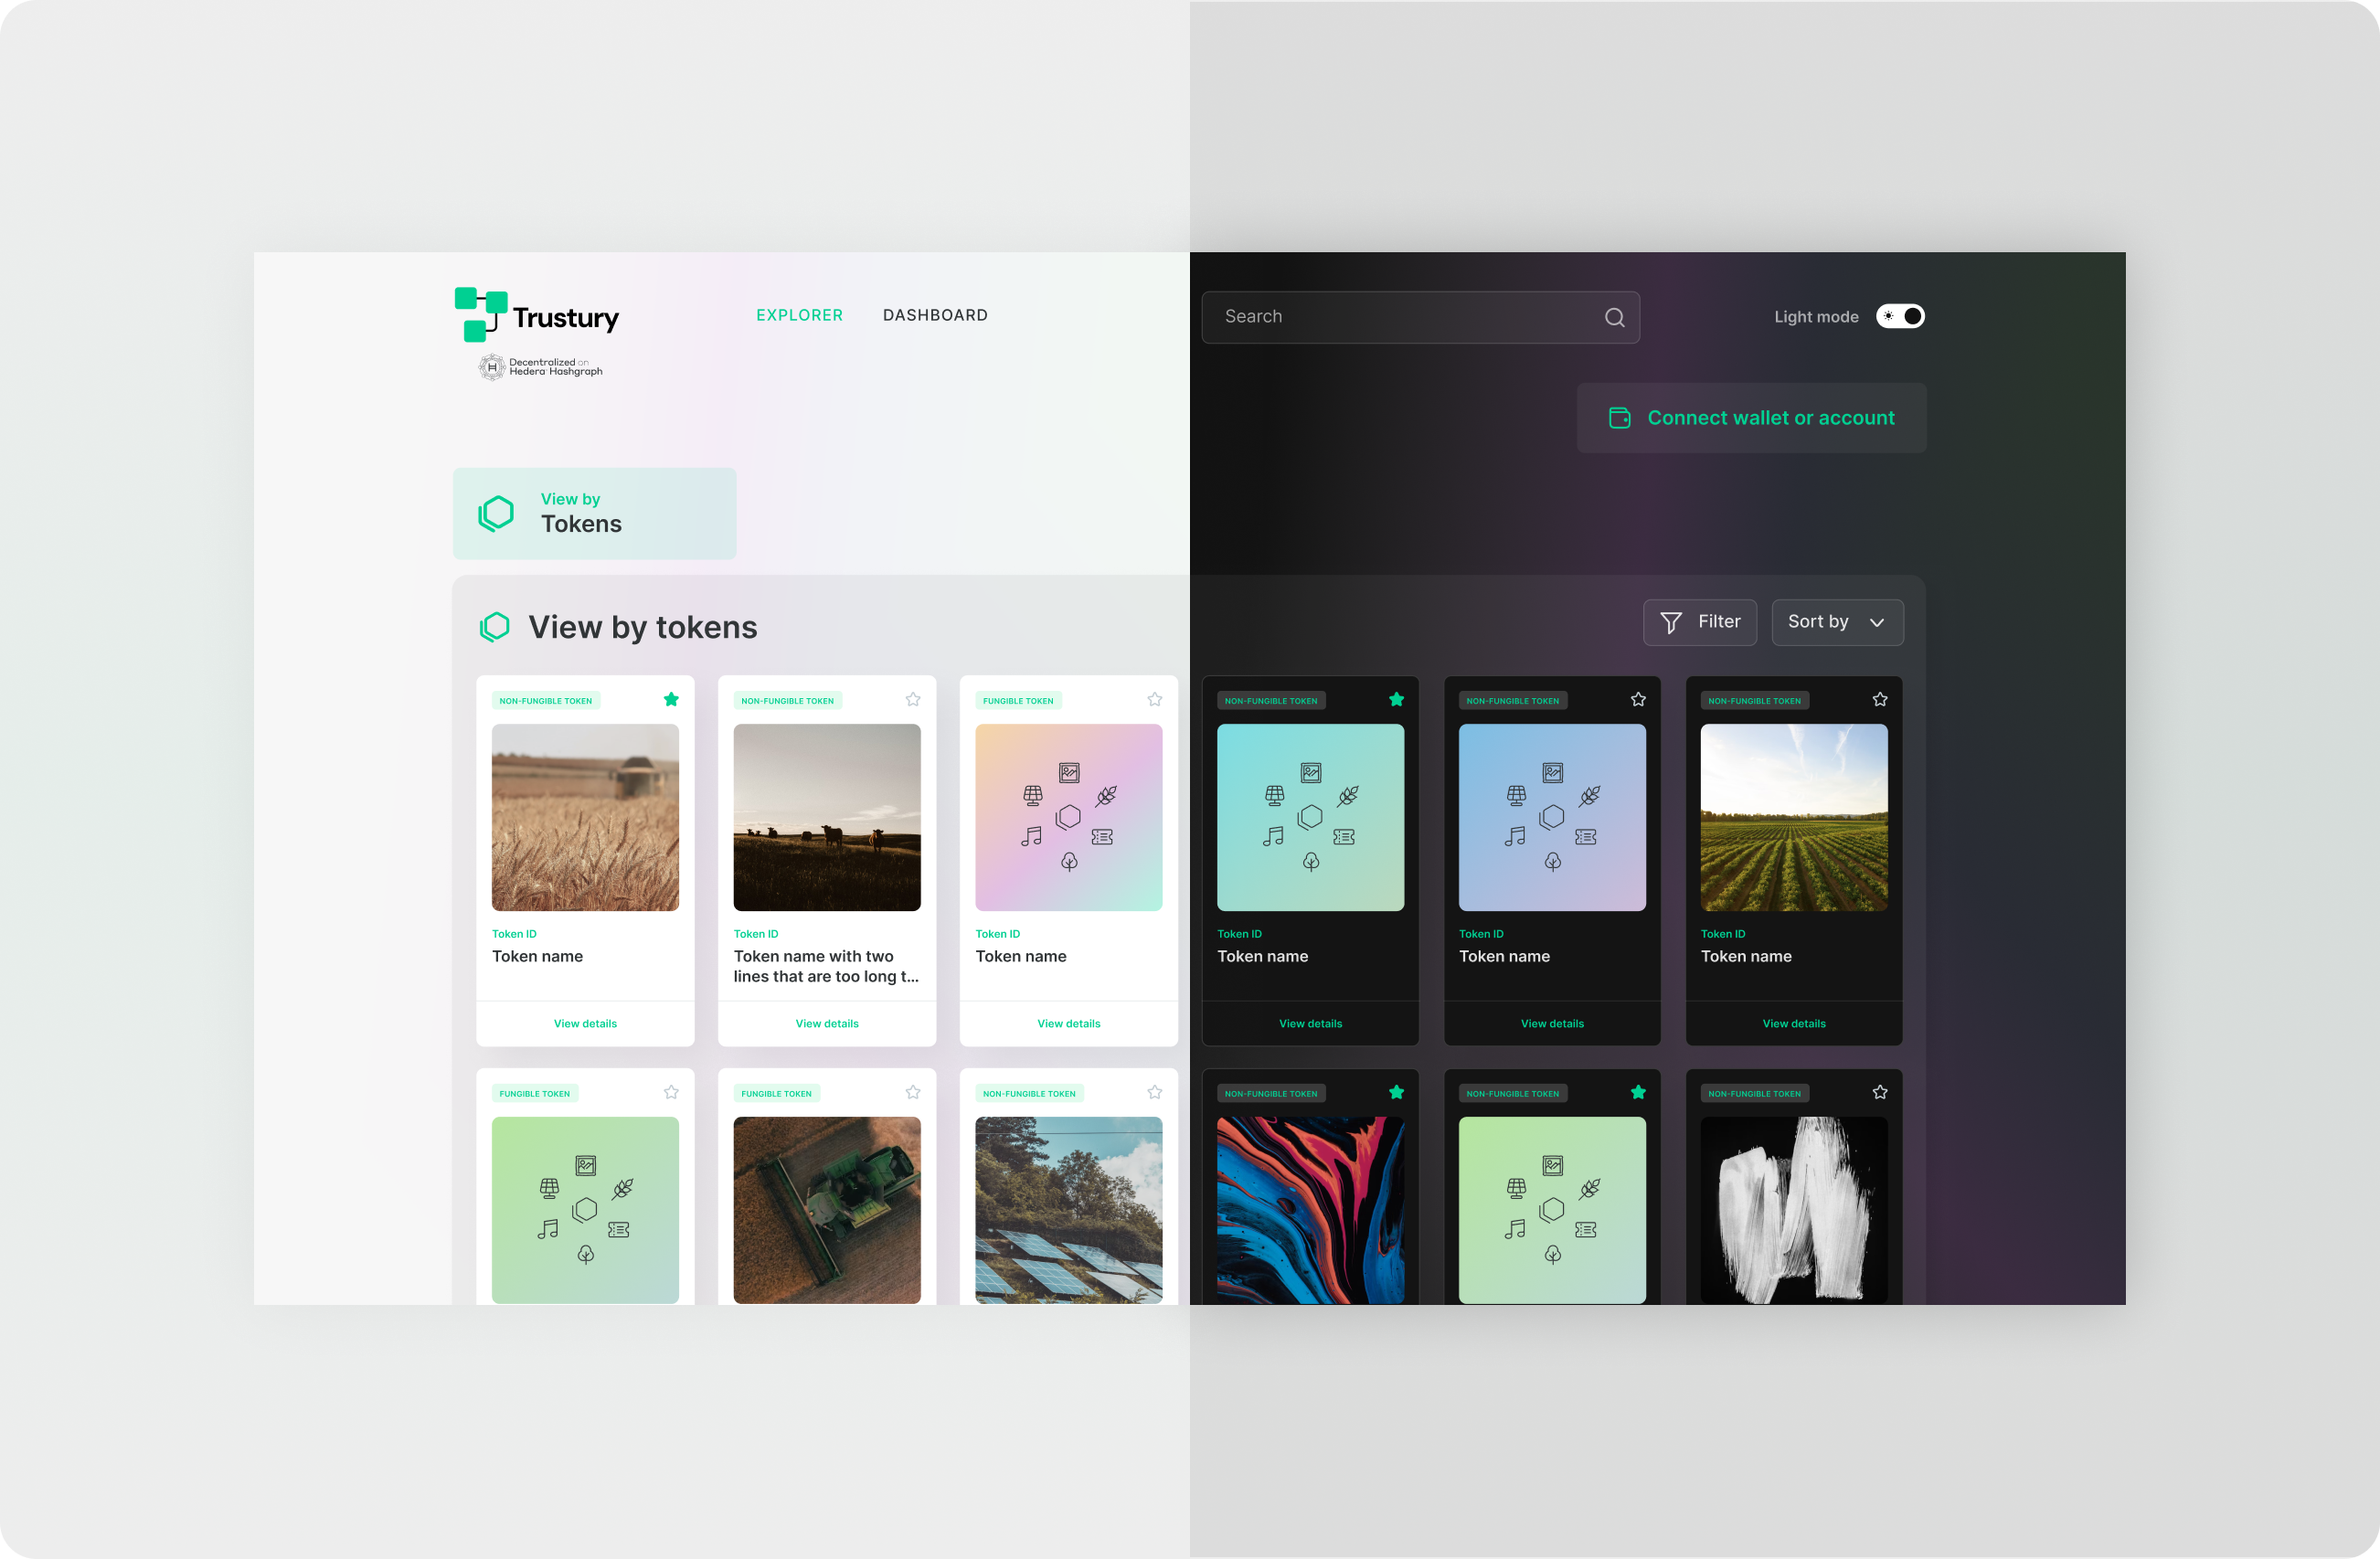 Trustury
Decentralized on
Hedera Hashgraph
EXPLORER
DASHBOARD
Search
Light mode
Connect wallet or account
View by
Tokens
View by tokens
Filter
Sort by
NON-FUNGIBLE TOKEN
Token ID
Token name
View details
NON-FUNGIBLE TOKEN
Token ID
Token name with two
lines that are too long t...
View details
FUNGIBLE TOKEN
Token ID
Token name
View details
NON-FUNGIBLE TOKEN
Token ID
Token name
View details
NON-FUNGIBLE TOKEN
Token ID
Token name
View details
NON-FUNGIBLE TOKEN
Token ID
Token name
View details
FUNGIBLE TOKEN
FUNGIBLE TOKEN
NON-FUNGIBLE TOKEN
NON-FUNGIBLE TOKEN
NON-FUNGIBLE TOKEN
NON-FUNGIBLE TOKEN